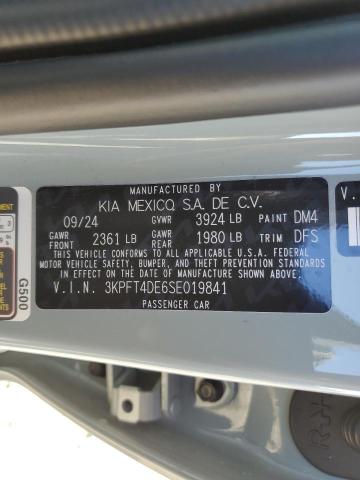 MANUFACTURED BY
KIA MEXICO, S.A. DE C.V.
09/24 GVWR 3924 LB PAINT DM4
GAWR FRONT 2361 LB GAWR REAR 1980 LB TRIM DFS
THIS VEHICLE CONFORMS TO ALL APPLICABLE U.S.A. FEDERAL
MOTOR VEHICLE SAFETY, BUMPER, AND THEFT PREVENTION STANDARDS
IN EFFECT ON THE DATE OF MANUFACTURE SHOWN ABOVE.
V.I.N. 3KPFT4DE6SE019841
PASSENGER CAR
G500
V.